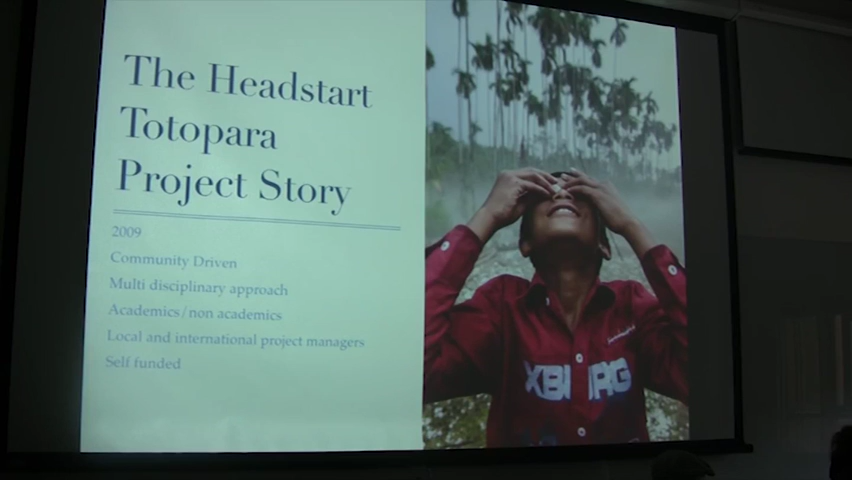 The Headstart
Totopara
Project Story
2009
Community Driven
Multi disciplinary approach
Academics/non academics
Local and international project managers
Self funded